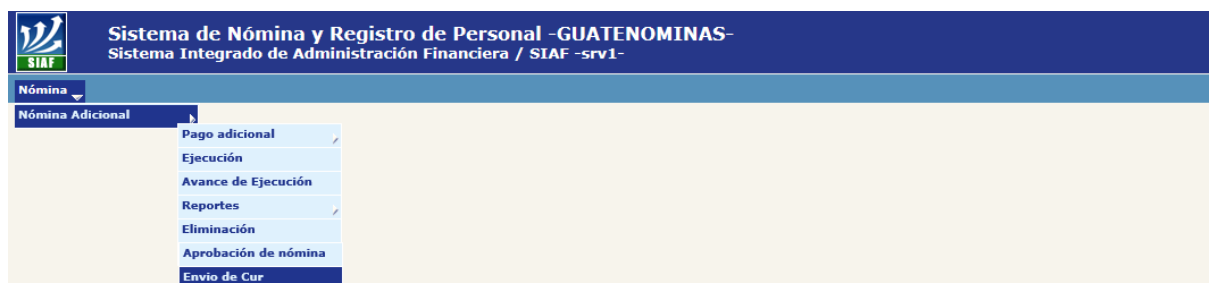 SIAF
Sistema de Nómina y Registro de Personal -GUATENOMINAS-
Sistema Integrado de Administración Financiera / SIAF -srv1-
Nómina
Nómina Adicional
Pago adicional
Ejecución
Avance de Ejecución
Reportes
Eliminación
Aprobación de nómina
Envio de Cur